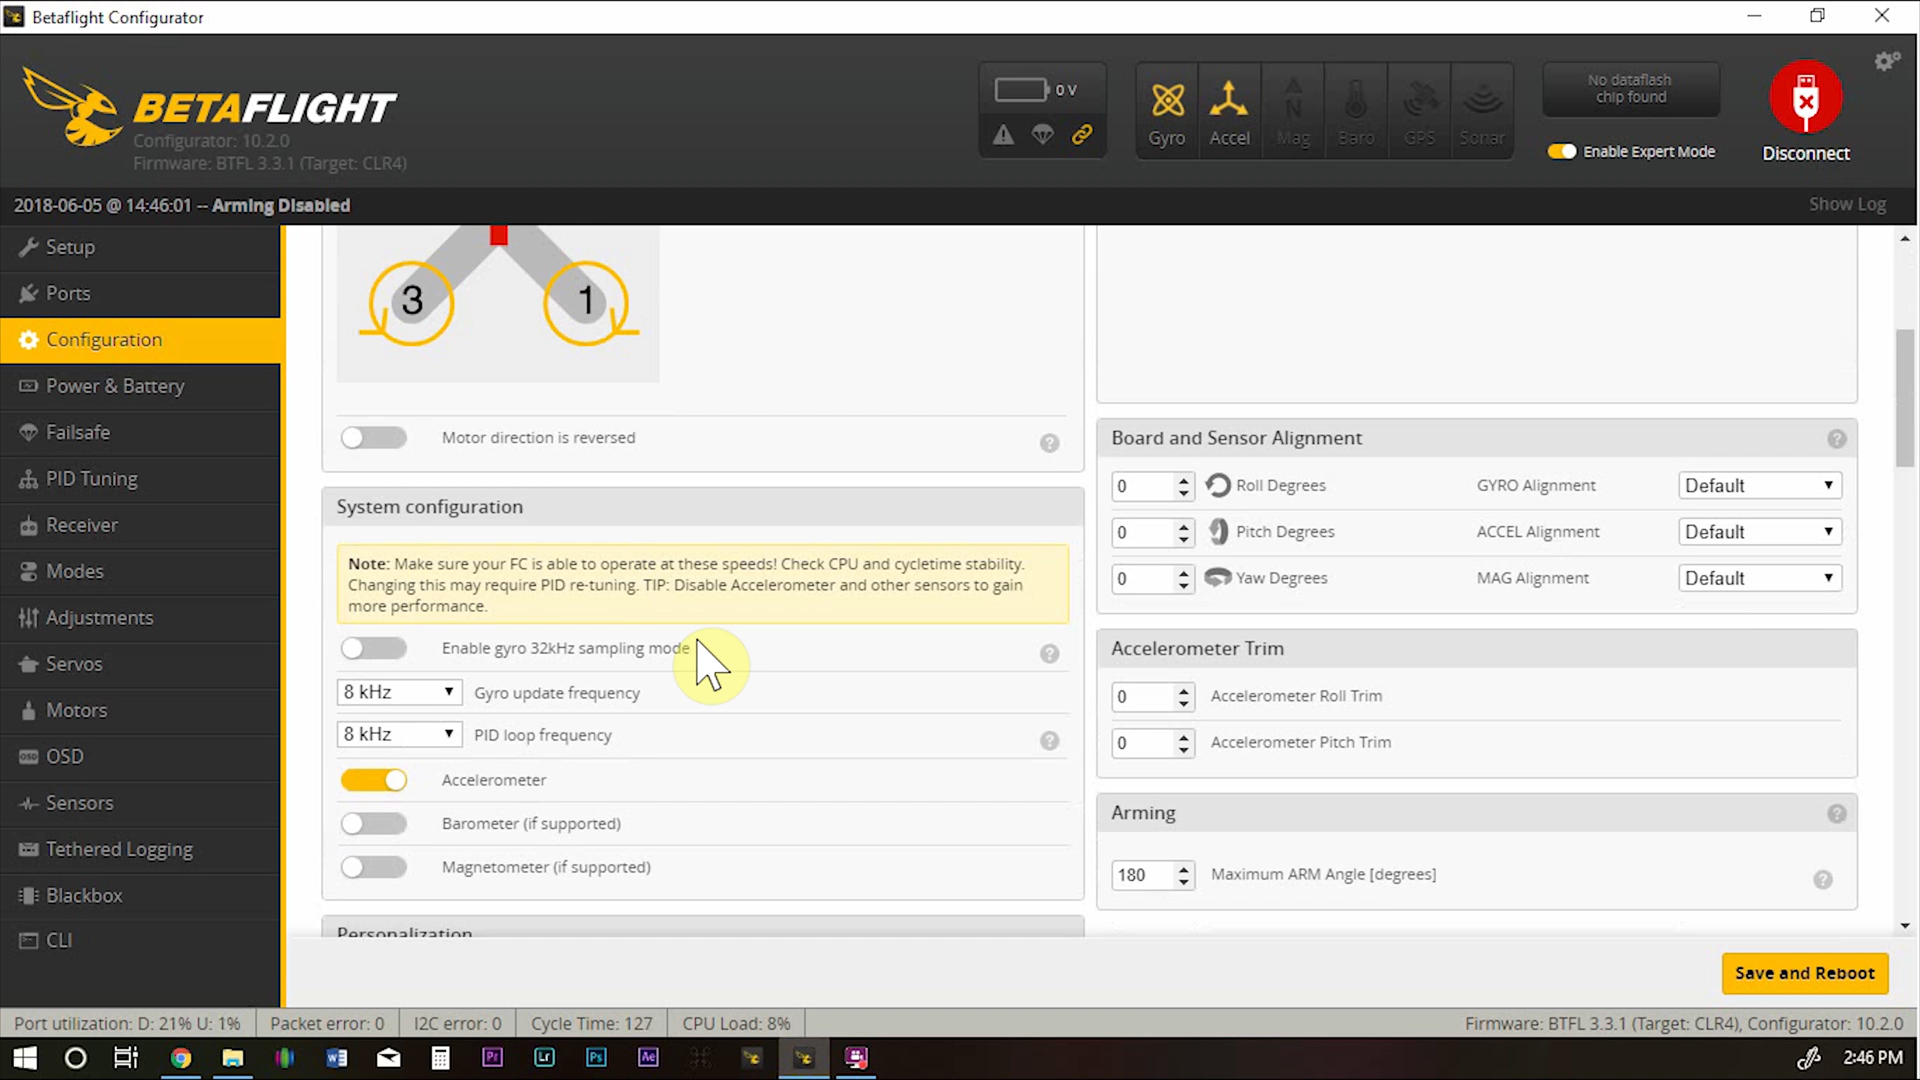 Betaflight Configurator
BETAFLIGHT
Configurator: 10.2.0
Firmware: BTFL 3.3.1 (Target: CLR4)
0 V
Gyro
Accel
Mag
Baro
GPS
Sonar
No dataflash
chip found
Enable Expert Mode
Disconnect
2018-06-05 @ 14:46:01 -- Arming Disabled
Show Log
Setup
Ports
Configuration
Power & Battery
Failsafe
PID Tuning
Receiver
Modes
Adjustments
Servos
Motors
OSD
Sensors
Tethered Logging
Blackbox
CLI
3
1
Motor direction is reversed
System configuration
Note: Make sure your FC is able to operate at these speeds! Check CPU and cycletime stability.
Changing this may require PID re-tuning. TIP: Disable Accelerometer and other sensors to gain
more performance.
Enable gyro 32kHz sampling mode
8 kHz Gyro update frequency
8 kHz PID loop frequency
Accelerometer
Barometer (if supported)
Magnetometer (if supported)
Personalization
Board and Sensor Alignment
0 Roll Degrees GYRO Alignment Default
0 Pitch Degrees ACCEL Alignment Default
0 Yaw Degrees MAG Alignment Default
Accelerometer Trim
0 Accelerometer Roll Trim
0 Accelerometer Pitch Trim
Arming
180 Maximum ARM Angle [degrees]
Save and Reboot
Port utilization: D: 21% U: 1% Packet error: 0 I2C error: 0 Cycle Time: 127 CPU Load: 8% Firmware: BTFL 3.3.1 (Target: CLR4), Configurator: 10.2.0
2:46 PM